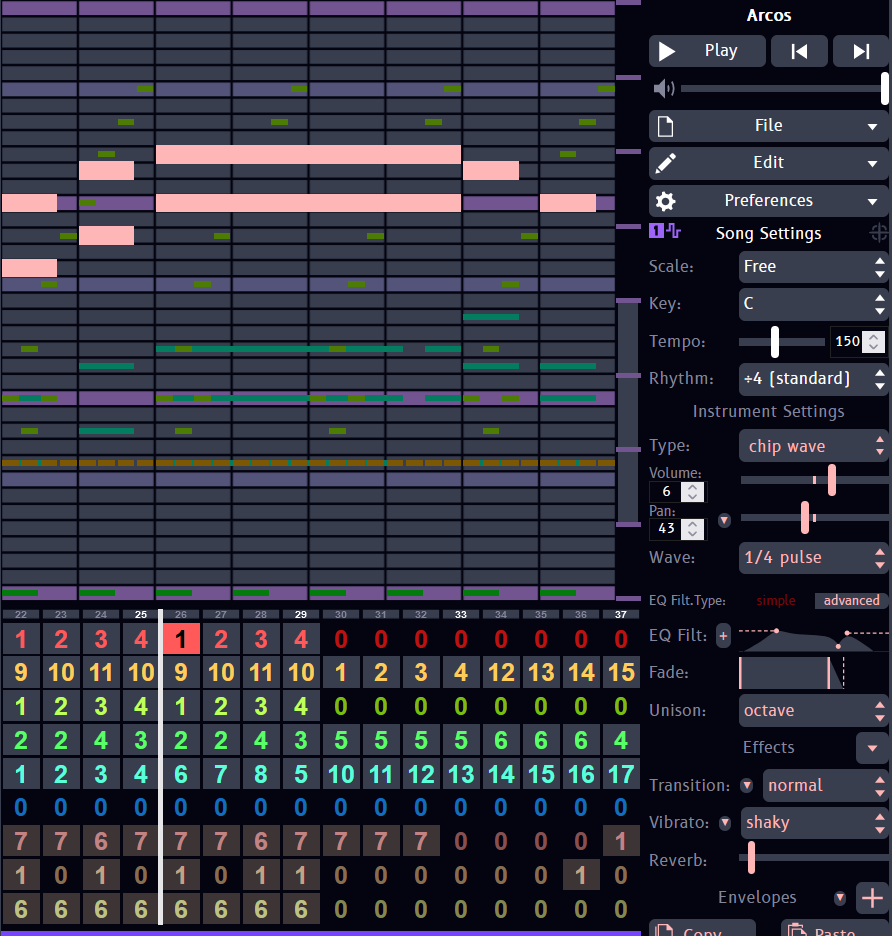 Arcos
Play
File
Edit
Preferences
1 Song Settings
Scale: Free
Key: C
Tempo: 150
Rhythm: ÷4 (standard)
Instrument Settings
Type: chip wave
Volume:
6
Pan:
43
Wave: 1/4 pulse
EQ Filt.Type: simple advanced
EQ Filt: +
Fade:
Unison: octave
Effects
Transition: normal
Vibrato: shaky
Reverb:
Envelopes +
Copy Paste
22 23 24 25 26 27 28 29 30 31 32 33 34 35 36 37
1 2 3 4 1 2 3 4 0 0 0 0 0 0 0 0
9 10 11 10 9 10 11 10 1 2 3 4 12 13 14 15
1 2 3 4 1 2 3 4 0 0 0 0 0 0 0 0
2 2 4 3 2 2 4 3 5 5 5 5 6 6 6 4
1 2 3 4 6 7 8 5 10 11 12 13 14 15 16 17
0 0 0 0 0 0 0 0 0 0 0 0 0 0 0 0
7 7 6 7 7 7 6 7 7 7 7 0 0 0 0 1
1 0 1 0 1 0 1 1 0 0 0 0 0 0 1 0
6 6 6 6 6 6 6 6 0 0 0 0 0 0 0 0